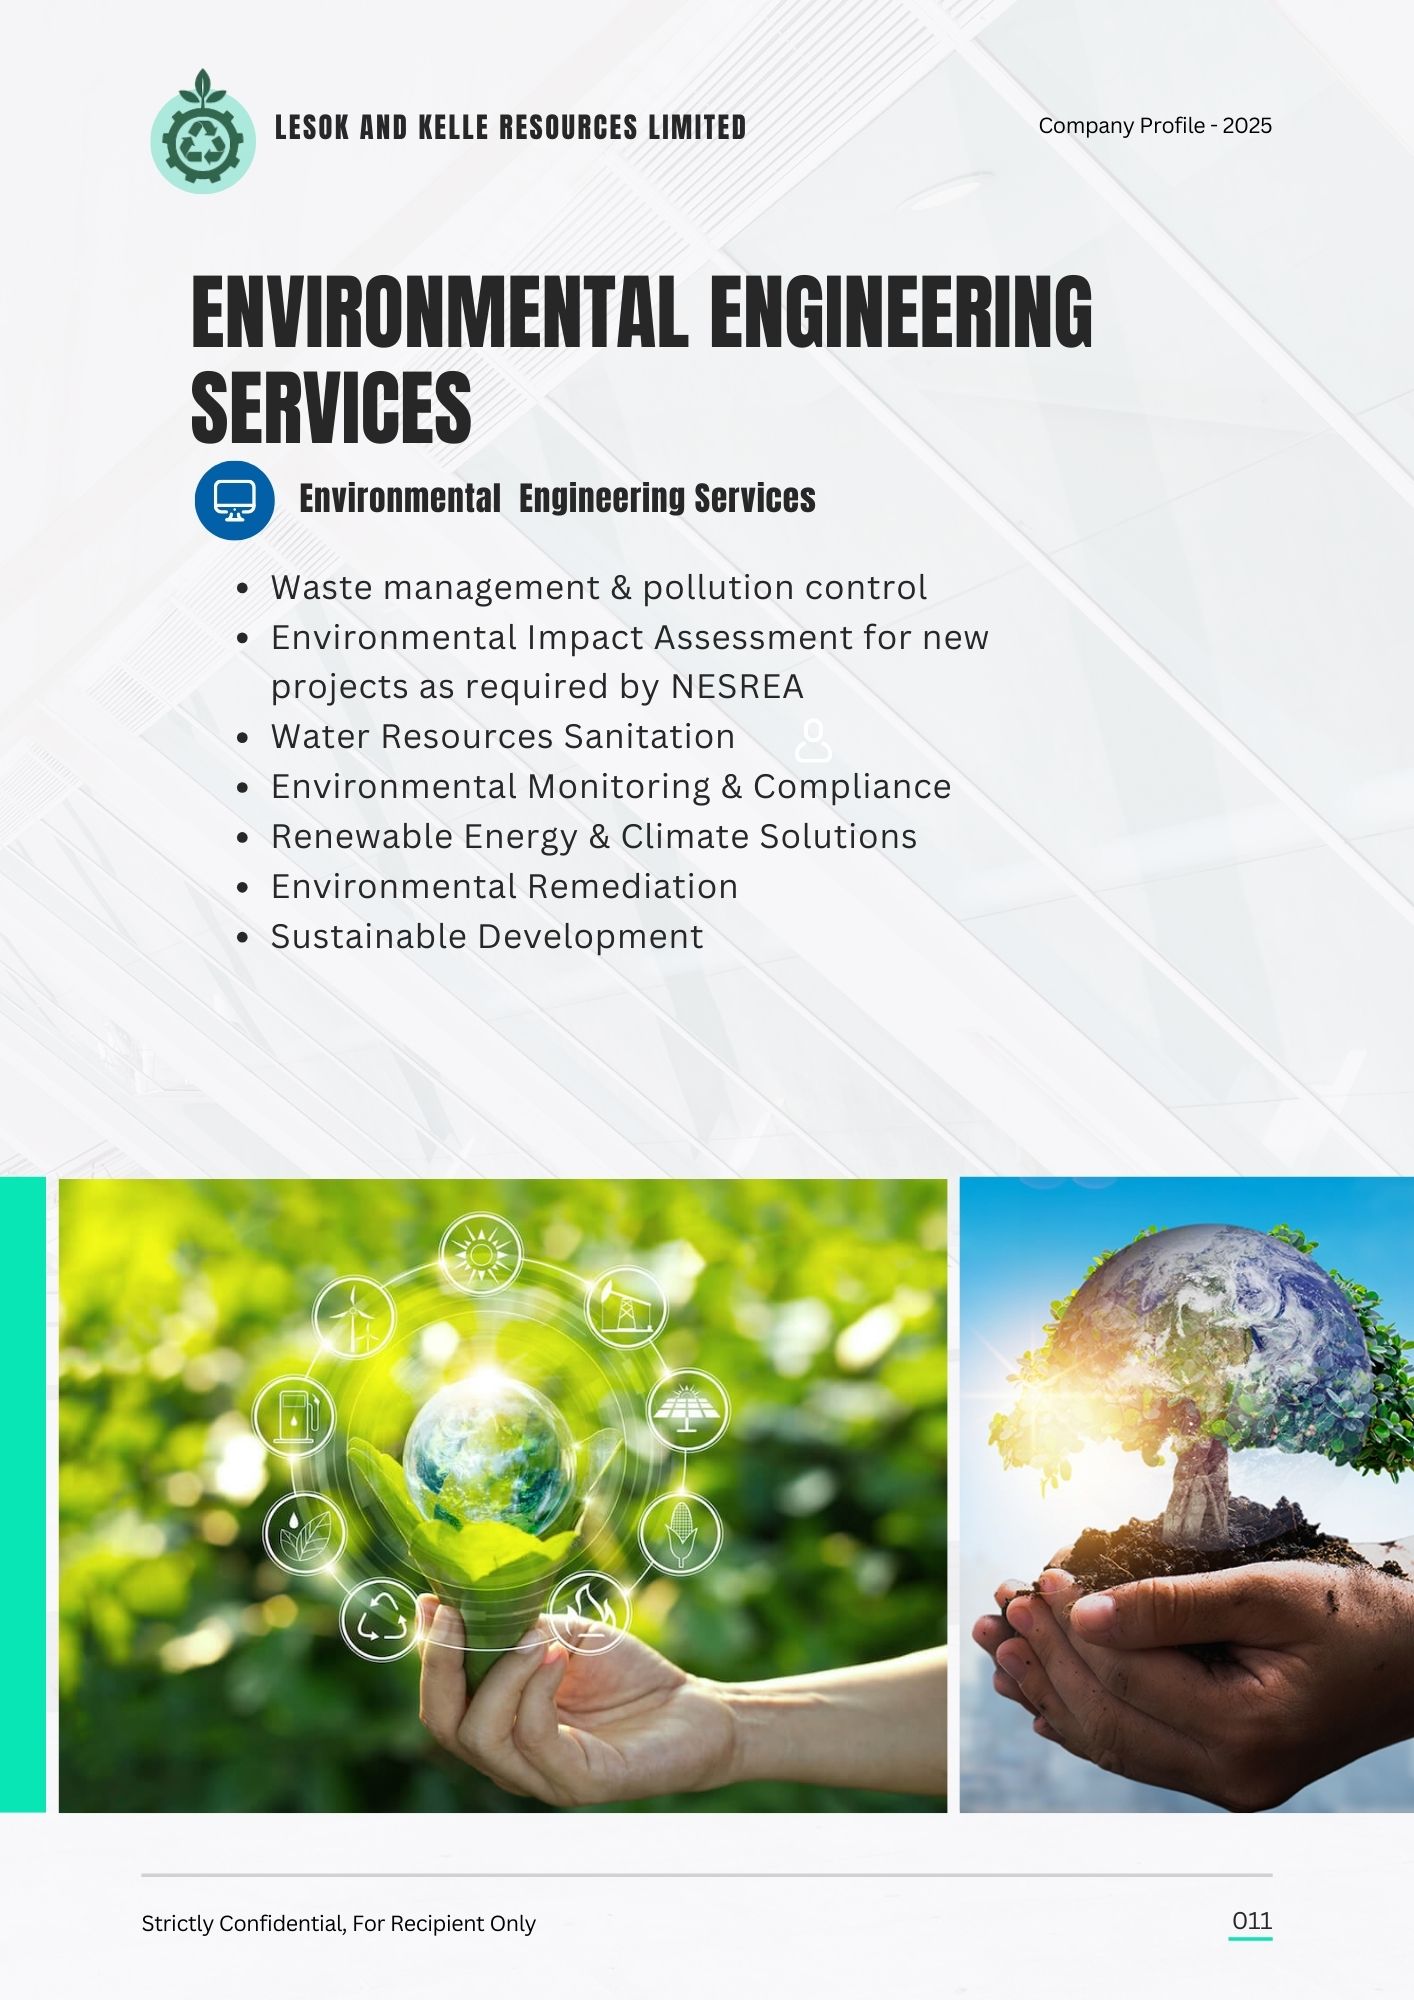 LESOK AND KELLE RESOURCES LIMITED
Company Profile - 2025
ENVIRONMENTAL ENGINEERING
SERVICES
Environmental Engineering Services
• Waste management & pollution control
• Environmental Impact Assessment for new
projects as required by NESREA
• Water Resources Sanitation
• Environmental Monitoring & Compliance
• Renewable Energy & Climate Solutions
• Environmental Remediation
• Sustainable Development
Strictly Confidential, For Recipient Only
011